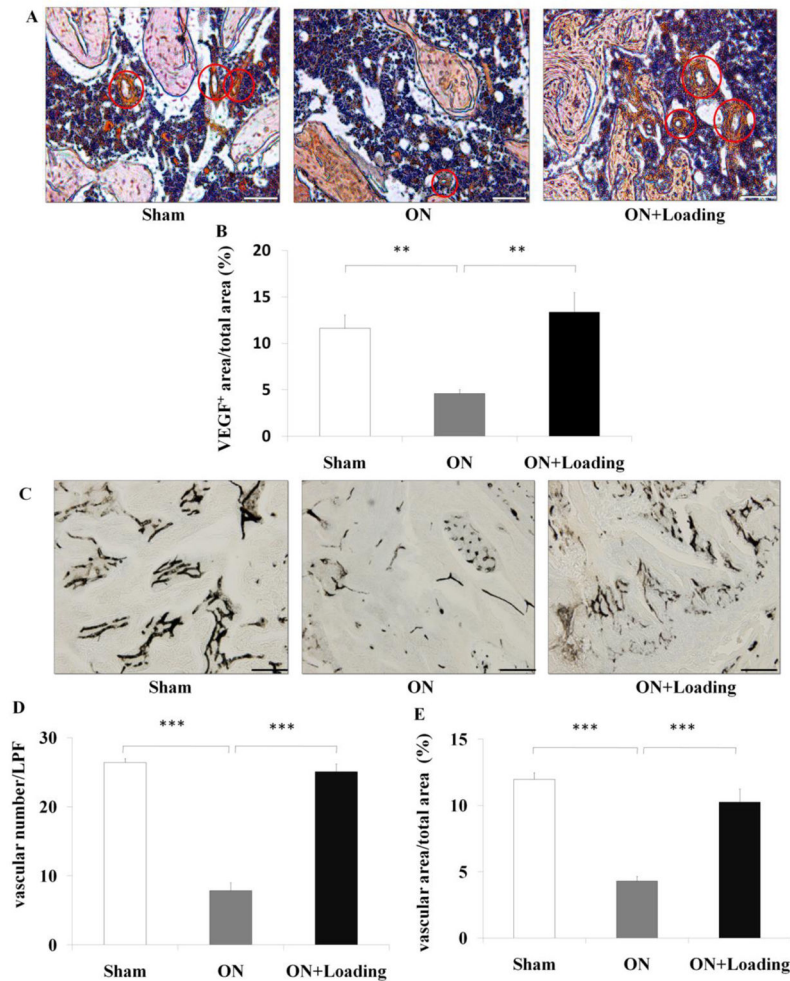 A
Sham
ON
ON+Loading
B
VEGF+ area/total area (%)
20
15
10
5
0
**
**
Sham
ON
ON+Loading
C
Sham
ON
ON+Loading
D
vascular number/LPF
30
20
10
0
***
***
Sham
ON
ON+Loading
E
vascular area/total area (%)
15
10
5
0
***
***
Sham
ON
ON+Loading